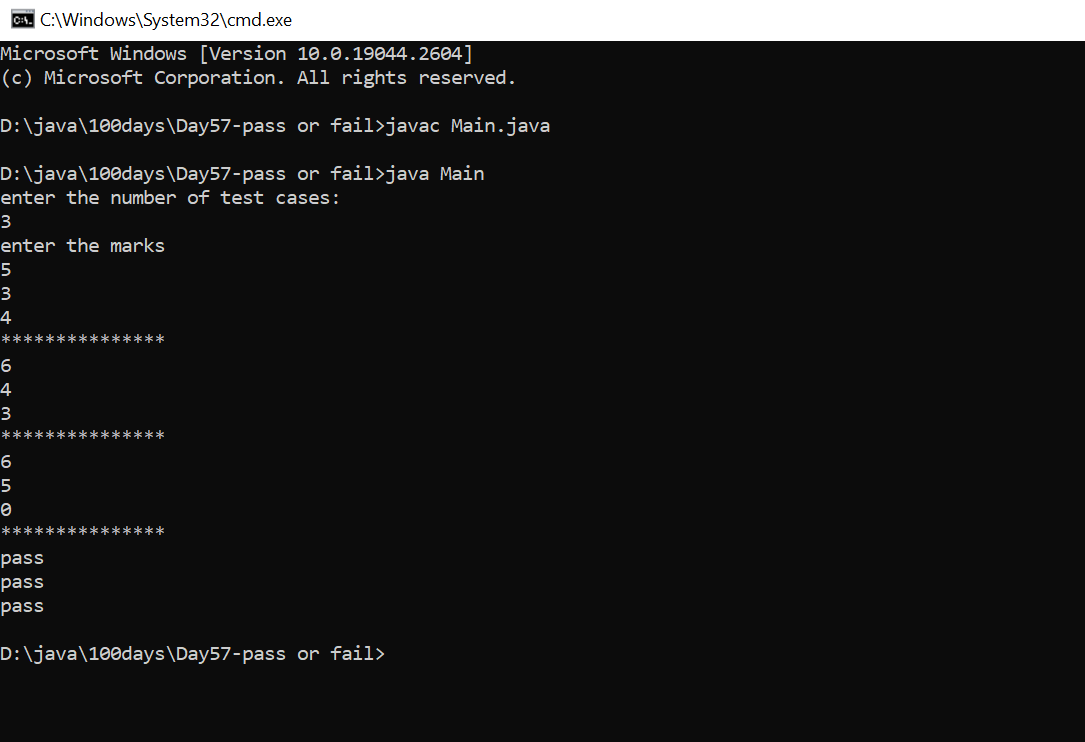 C:\Windows\System32\cmd.exe
Microsoft Windows [Version 10.0.19044.2604]
(c) Microsoft Corporation. All rights reserved.
D:\java\100days\Day57-pass or fail>javac Main.java
D:\java\100days\Day57-pass or fail>java Main
enter the number of test cases:
3
enter the marks
5
3
4
***************
6
4
3
***************
6
5
0
***************
pass
pass
pass
D:\java\100days\Day57-pass or fail>